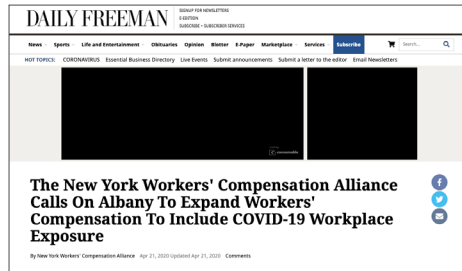 DAILY FREEMAN
SIGNUP FOR NEWSLETTERS
E-EDITION
SUBSCRIBE • SUBSCRIBER SERVICES
News Sports Life and Entertainment Obituaries Opinion Blotter E-Paper Marketplace Services Subscribe Search...
HOT TOPICS: CORONAVIRUS Essential Business Directory Live Events Submit announcements Submit a letter to the editor Email Newsletters
The New York Workers' Compensation Alliance
Calls On Albany To Expand Workers'
Compensation To Include COVID-19 Workplace
Exposure
By New York Workers' Compensation Alliance Apr 21, 2020 Updated Apr 21, 2020 Comments